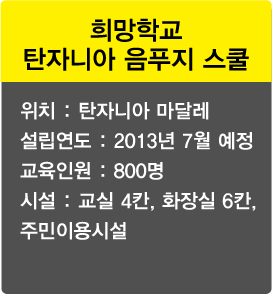 희망학교
탄자니아 음푸지 스쿨
위치 : 탄자니아 마달레
설립연도 : 2013년 7월 예정
교육인원 : 800명
시설 : 교실 4칸, 화장실 6칸,
주민이용시설